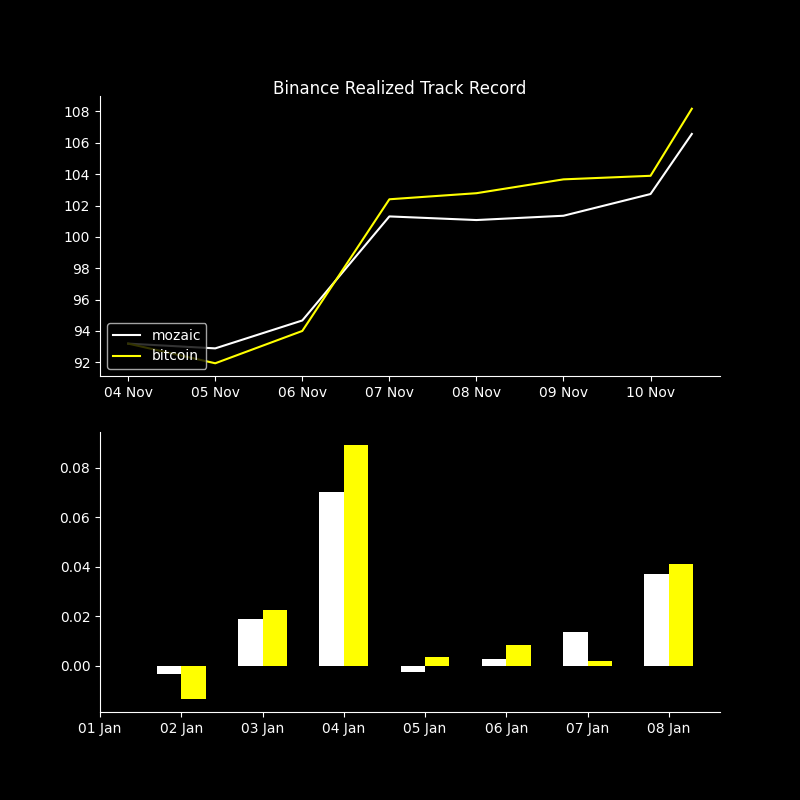 Binance Realized Track Record
108
106
104
102
100
98
96
94
92
mozaic
bitcoin
04 Nov 05 Nov 06 Nov 07 Nov 08 Nov 09 Nov 10 Nov
0.08
0.06
0.04
0.02
0.00
01 Jan 02 Jan 03 Jan 04 Jan 05 Jan 06 Jan 07 Jan 08 Jan